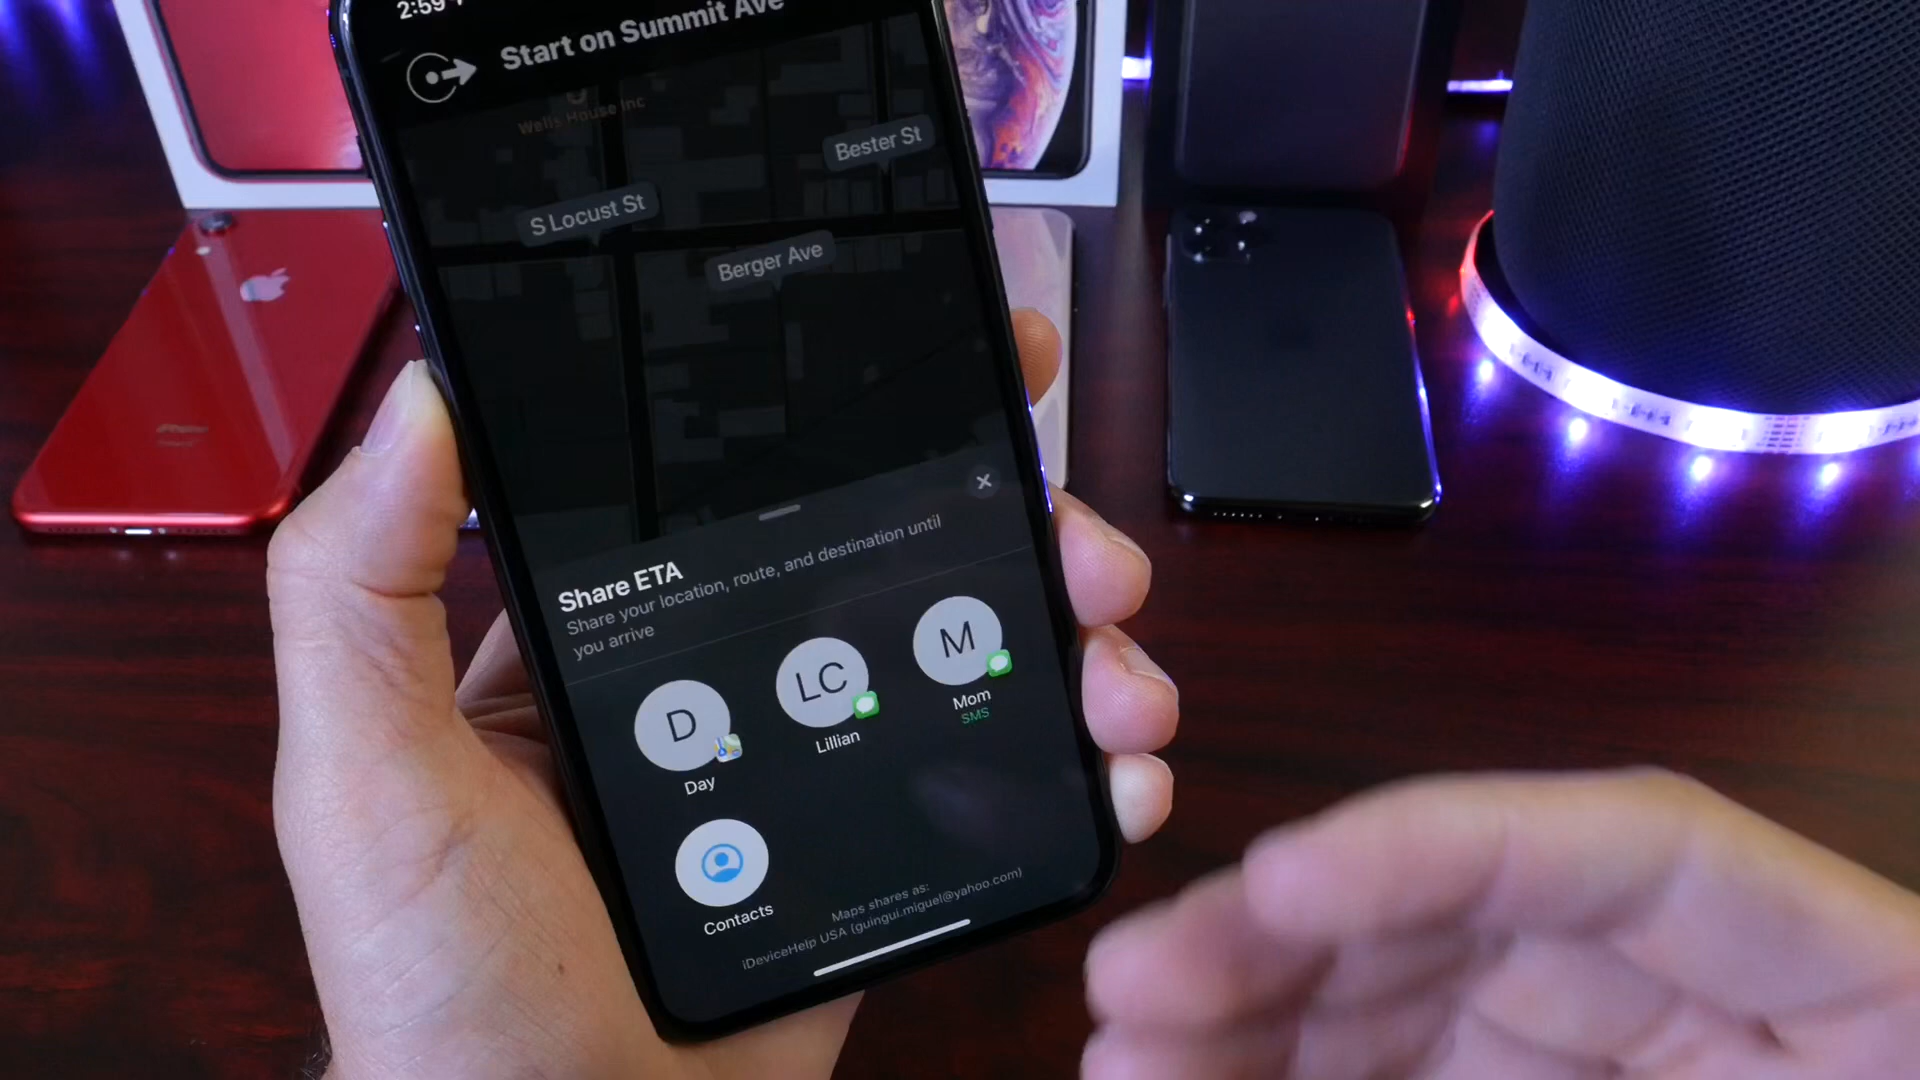 2:59
Start on Summit Ave
Wells House Inc
Bester St
S Locust St
Berger Ave
Share ETA
Share your location, route, and destination until
you arrive
D
LC
M
Day
Lillian
Mom
SMS
Contacts
Maps shares as:
iDeviceHelp USA (guingui.miguel@yahoo.com)
iPhone